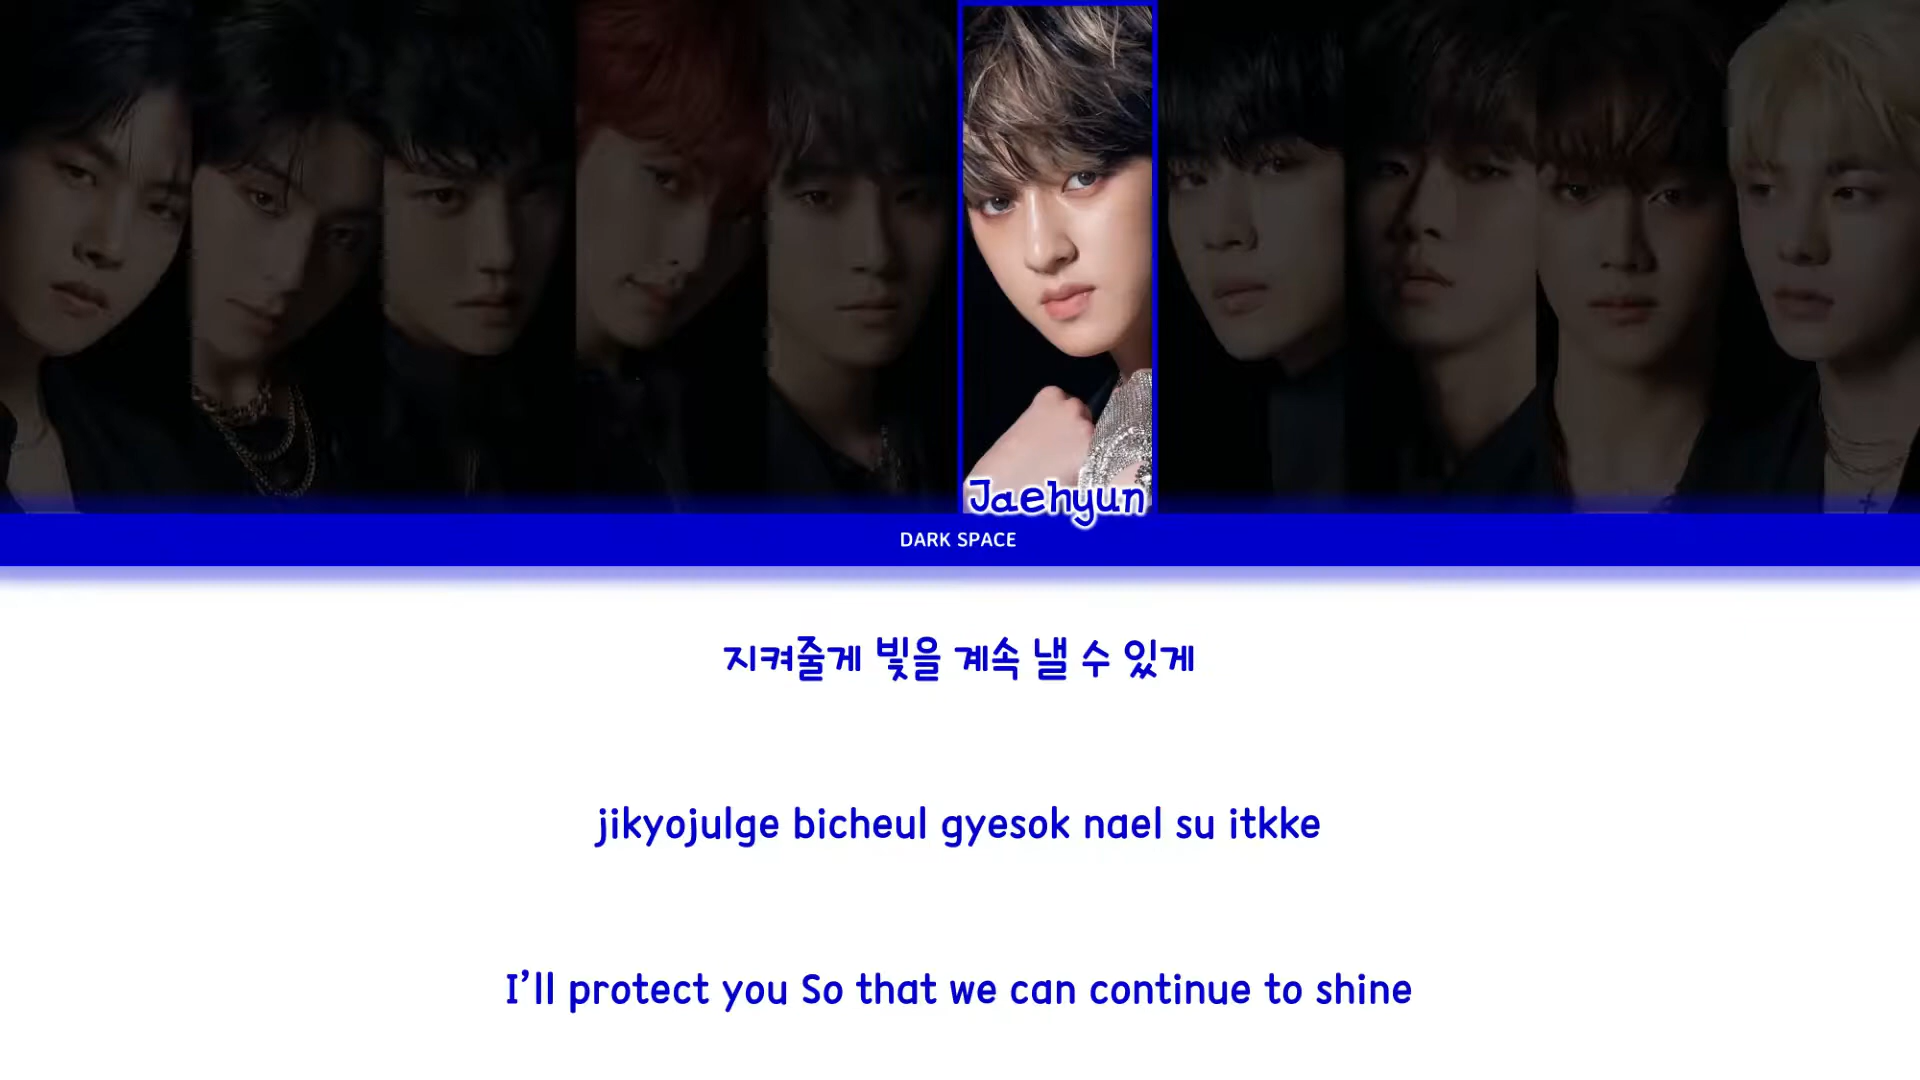 Jaehyun
DARK SPACE
지켜줄게 빛을 계속 낼 수 있게
jikyojulge bicheul gyesok nael su itkke
I'll protect you So that we can continue to shine